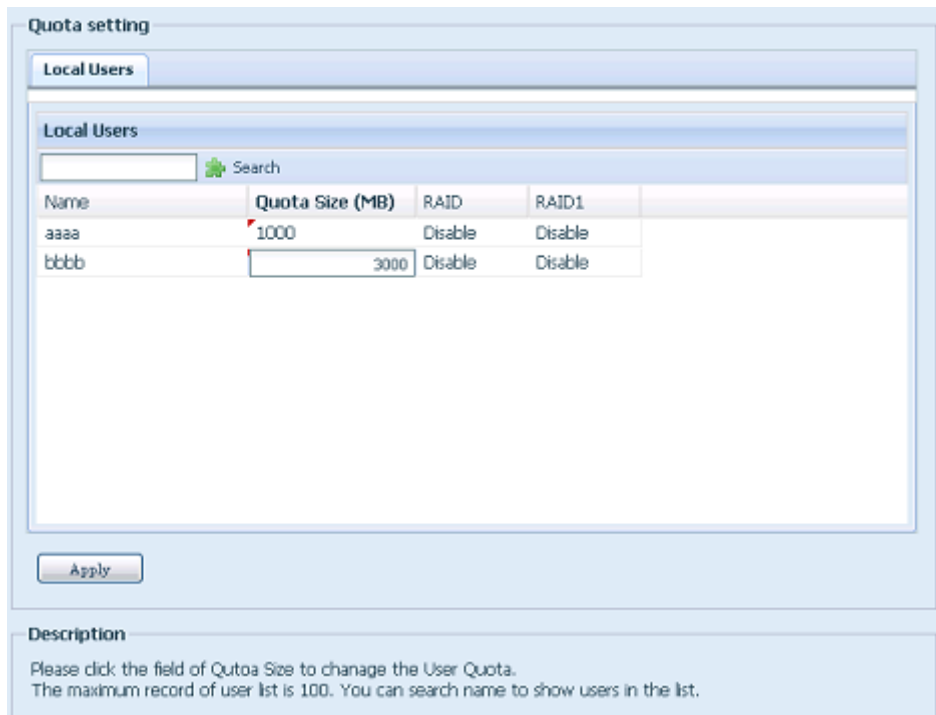 Quota setting
Local Users
Local Users
Search
Name Quota Size (MB) RAID RAID1
aaaa 1000 Disable Disable
bbbb 3000 Disable Disable
Apply
Description
Please click the field of Qutoa Size to chanage the User Quota.
The maximum record of user list is 100. You can search name to show users in the list.